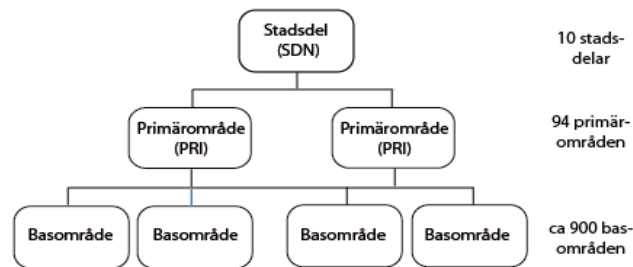 Stadsdel
(SDN)
10 stads-
delar
Primärområde
(PRI)
Primärområde
(PRI)
94 primär-
områden
Basområde
Basområde
Basområde
Basområde
ca 900 bas-
områden